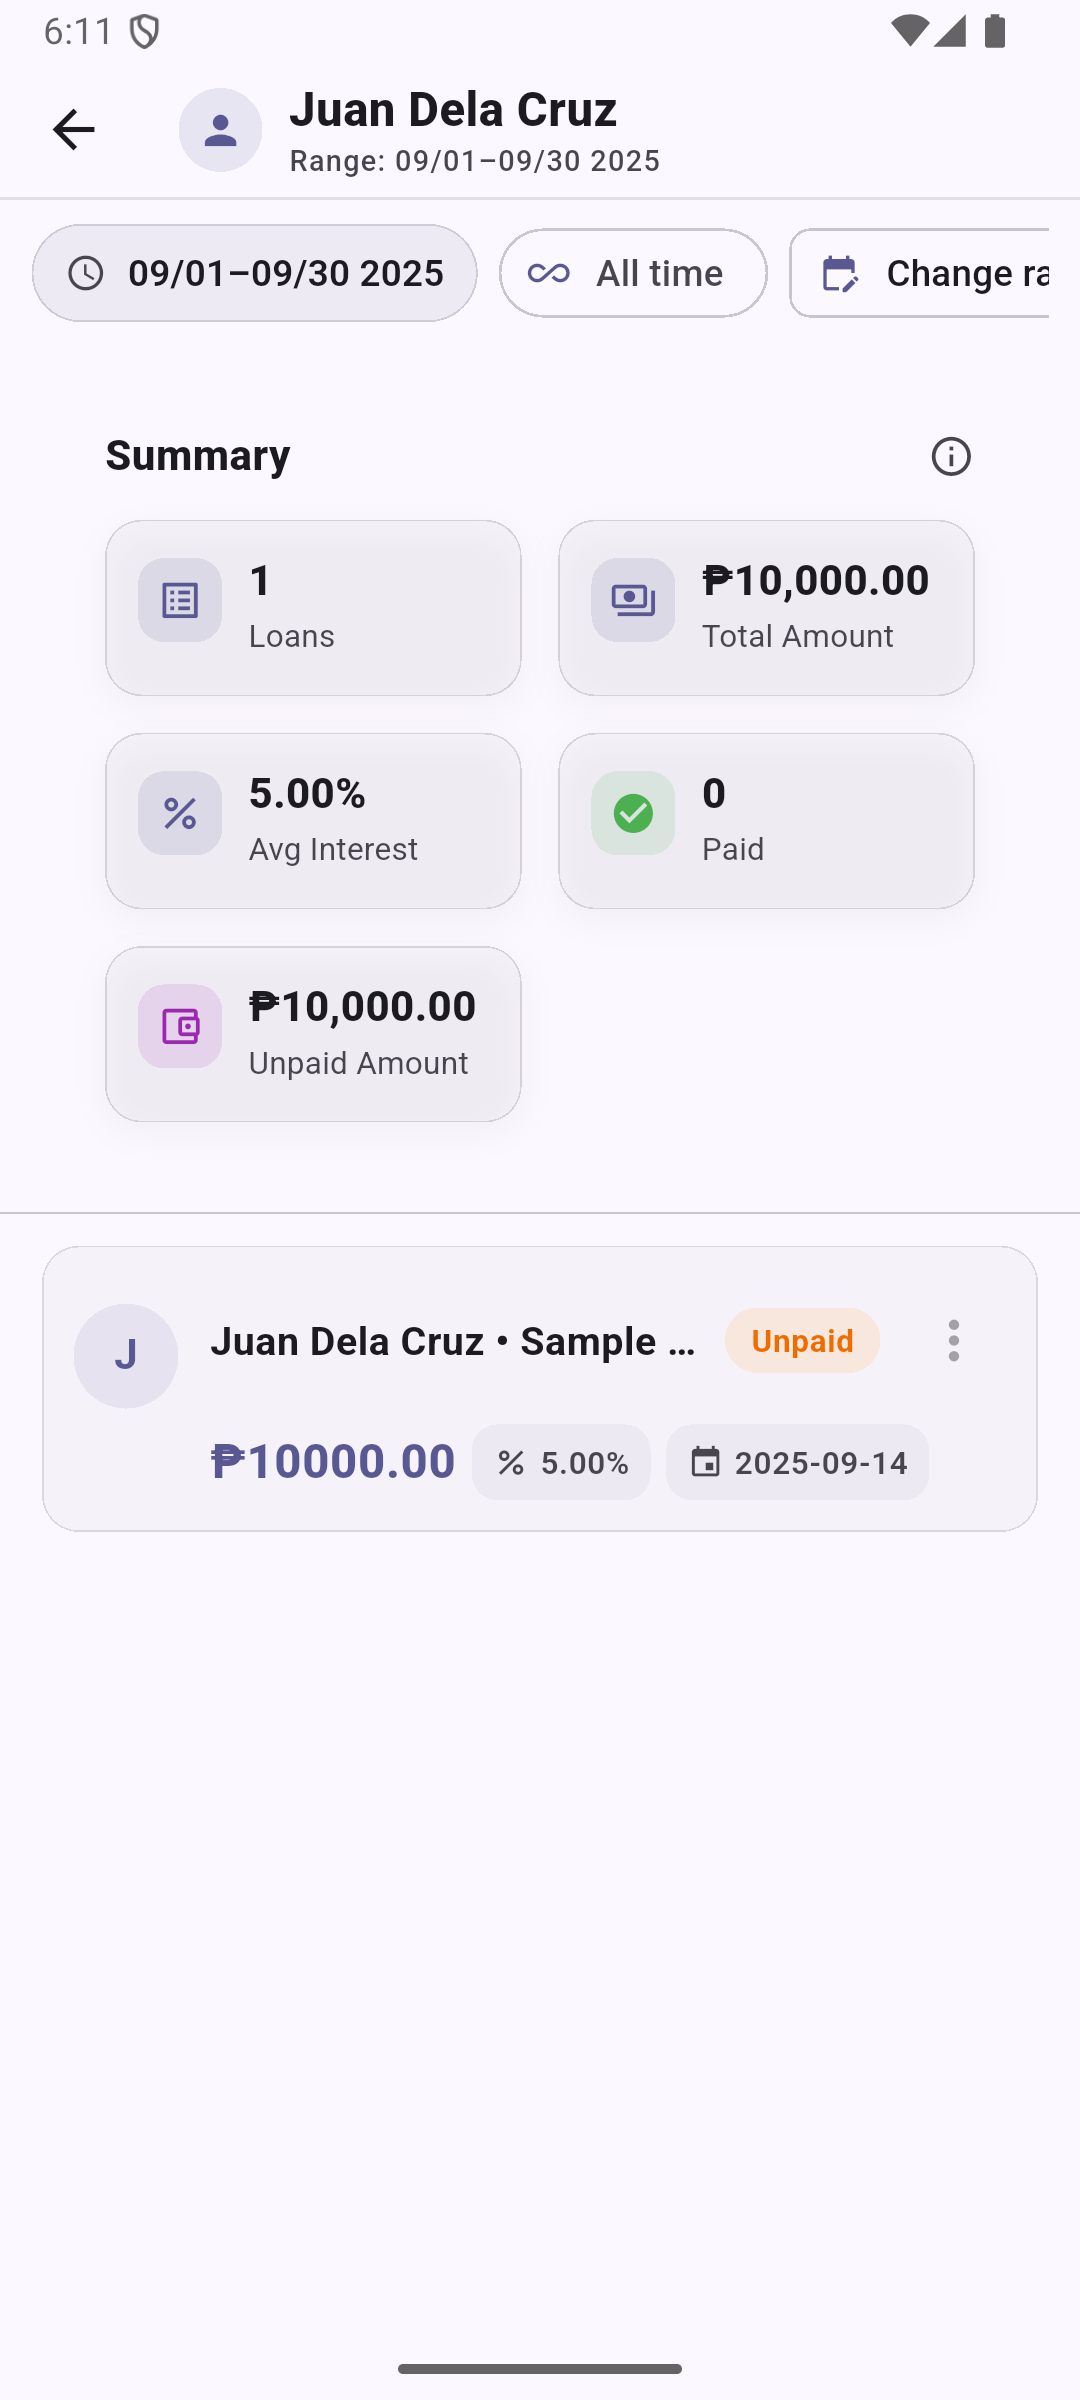 6:11
Juan Dela Cruz
Range: 09/01–09/30 2025
09/01–09/30 2025
All time
Change ra
Summary
1
Loans
₱10,000.00
Total Amount
5.00%
Avg Interest
0
Paid
₱10,000.00
Unpaid Amount
J
Juan Dela Cruz • Sample ...
Unpaid
₱10000.00
5.00%
2025-09-14